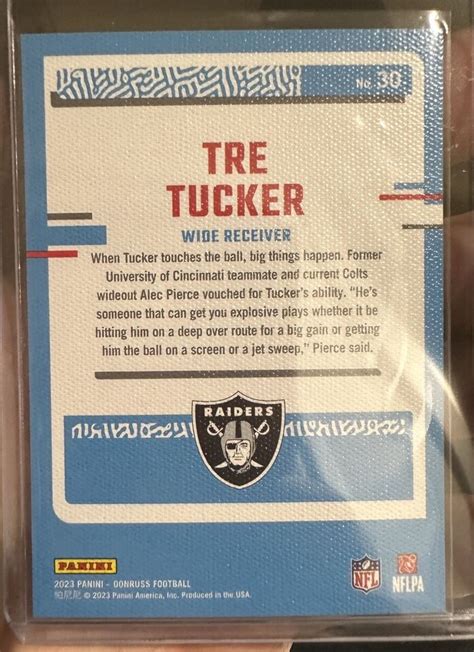 No. 30
TRE
TUCKER
WIDE RECEIVER
When Tucker touches the ball, big things happen. Former
University of Cincinnati teammate and current Colts
wideout Alec Pierce vouched for Tucker's ability. "He's
someone that can get you explosive plays whether it be
hitting him on a deep over route for a big gain or getting
him the ball on a screen or a jet sweep," Pierce said.
RAIDERS
PANINI
2023 PANINI - DONRUSS FOOTBALL
帕尼尼 © 2023 Panini America, Inc. Produced in the USA.
NFL
NFLPA